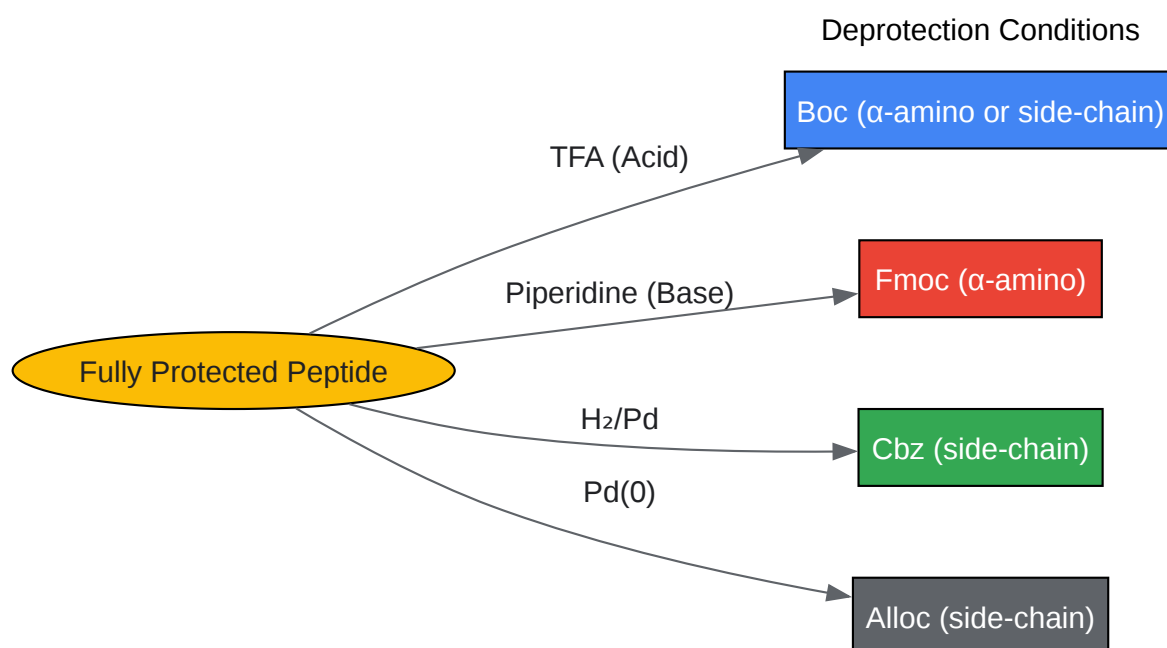 Deprotection Conditions
Boc (α-amino or side-chain)
TFA (Acid)
Fmoc (α-amino)
Piperidine (Base)
Fully Protected Peptide
H₂/Pd
Cbz (side-chain)
Pd(0)
Alloc (side-chain)